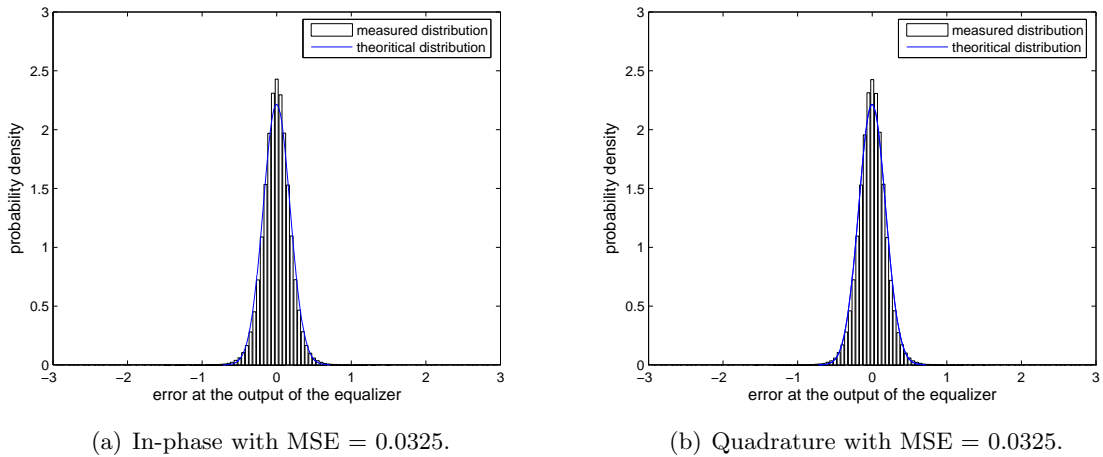 3
2.5
2
1.5
1
0.5
0
−3
−2
−1
0
1
2
3
probability density
error at the output of the equalizer
measured distribution
theoritical distribution
(a) In-phase with MSE = 0.0325.
3
2.5
2
1.5
1
0.5
0
−3
−2
−1
0
1
2
3
probability density
error at the output of the equalizer
measured distribution
theoritical distribution
(b) Quadrature with MSE = 0.0325.